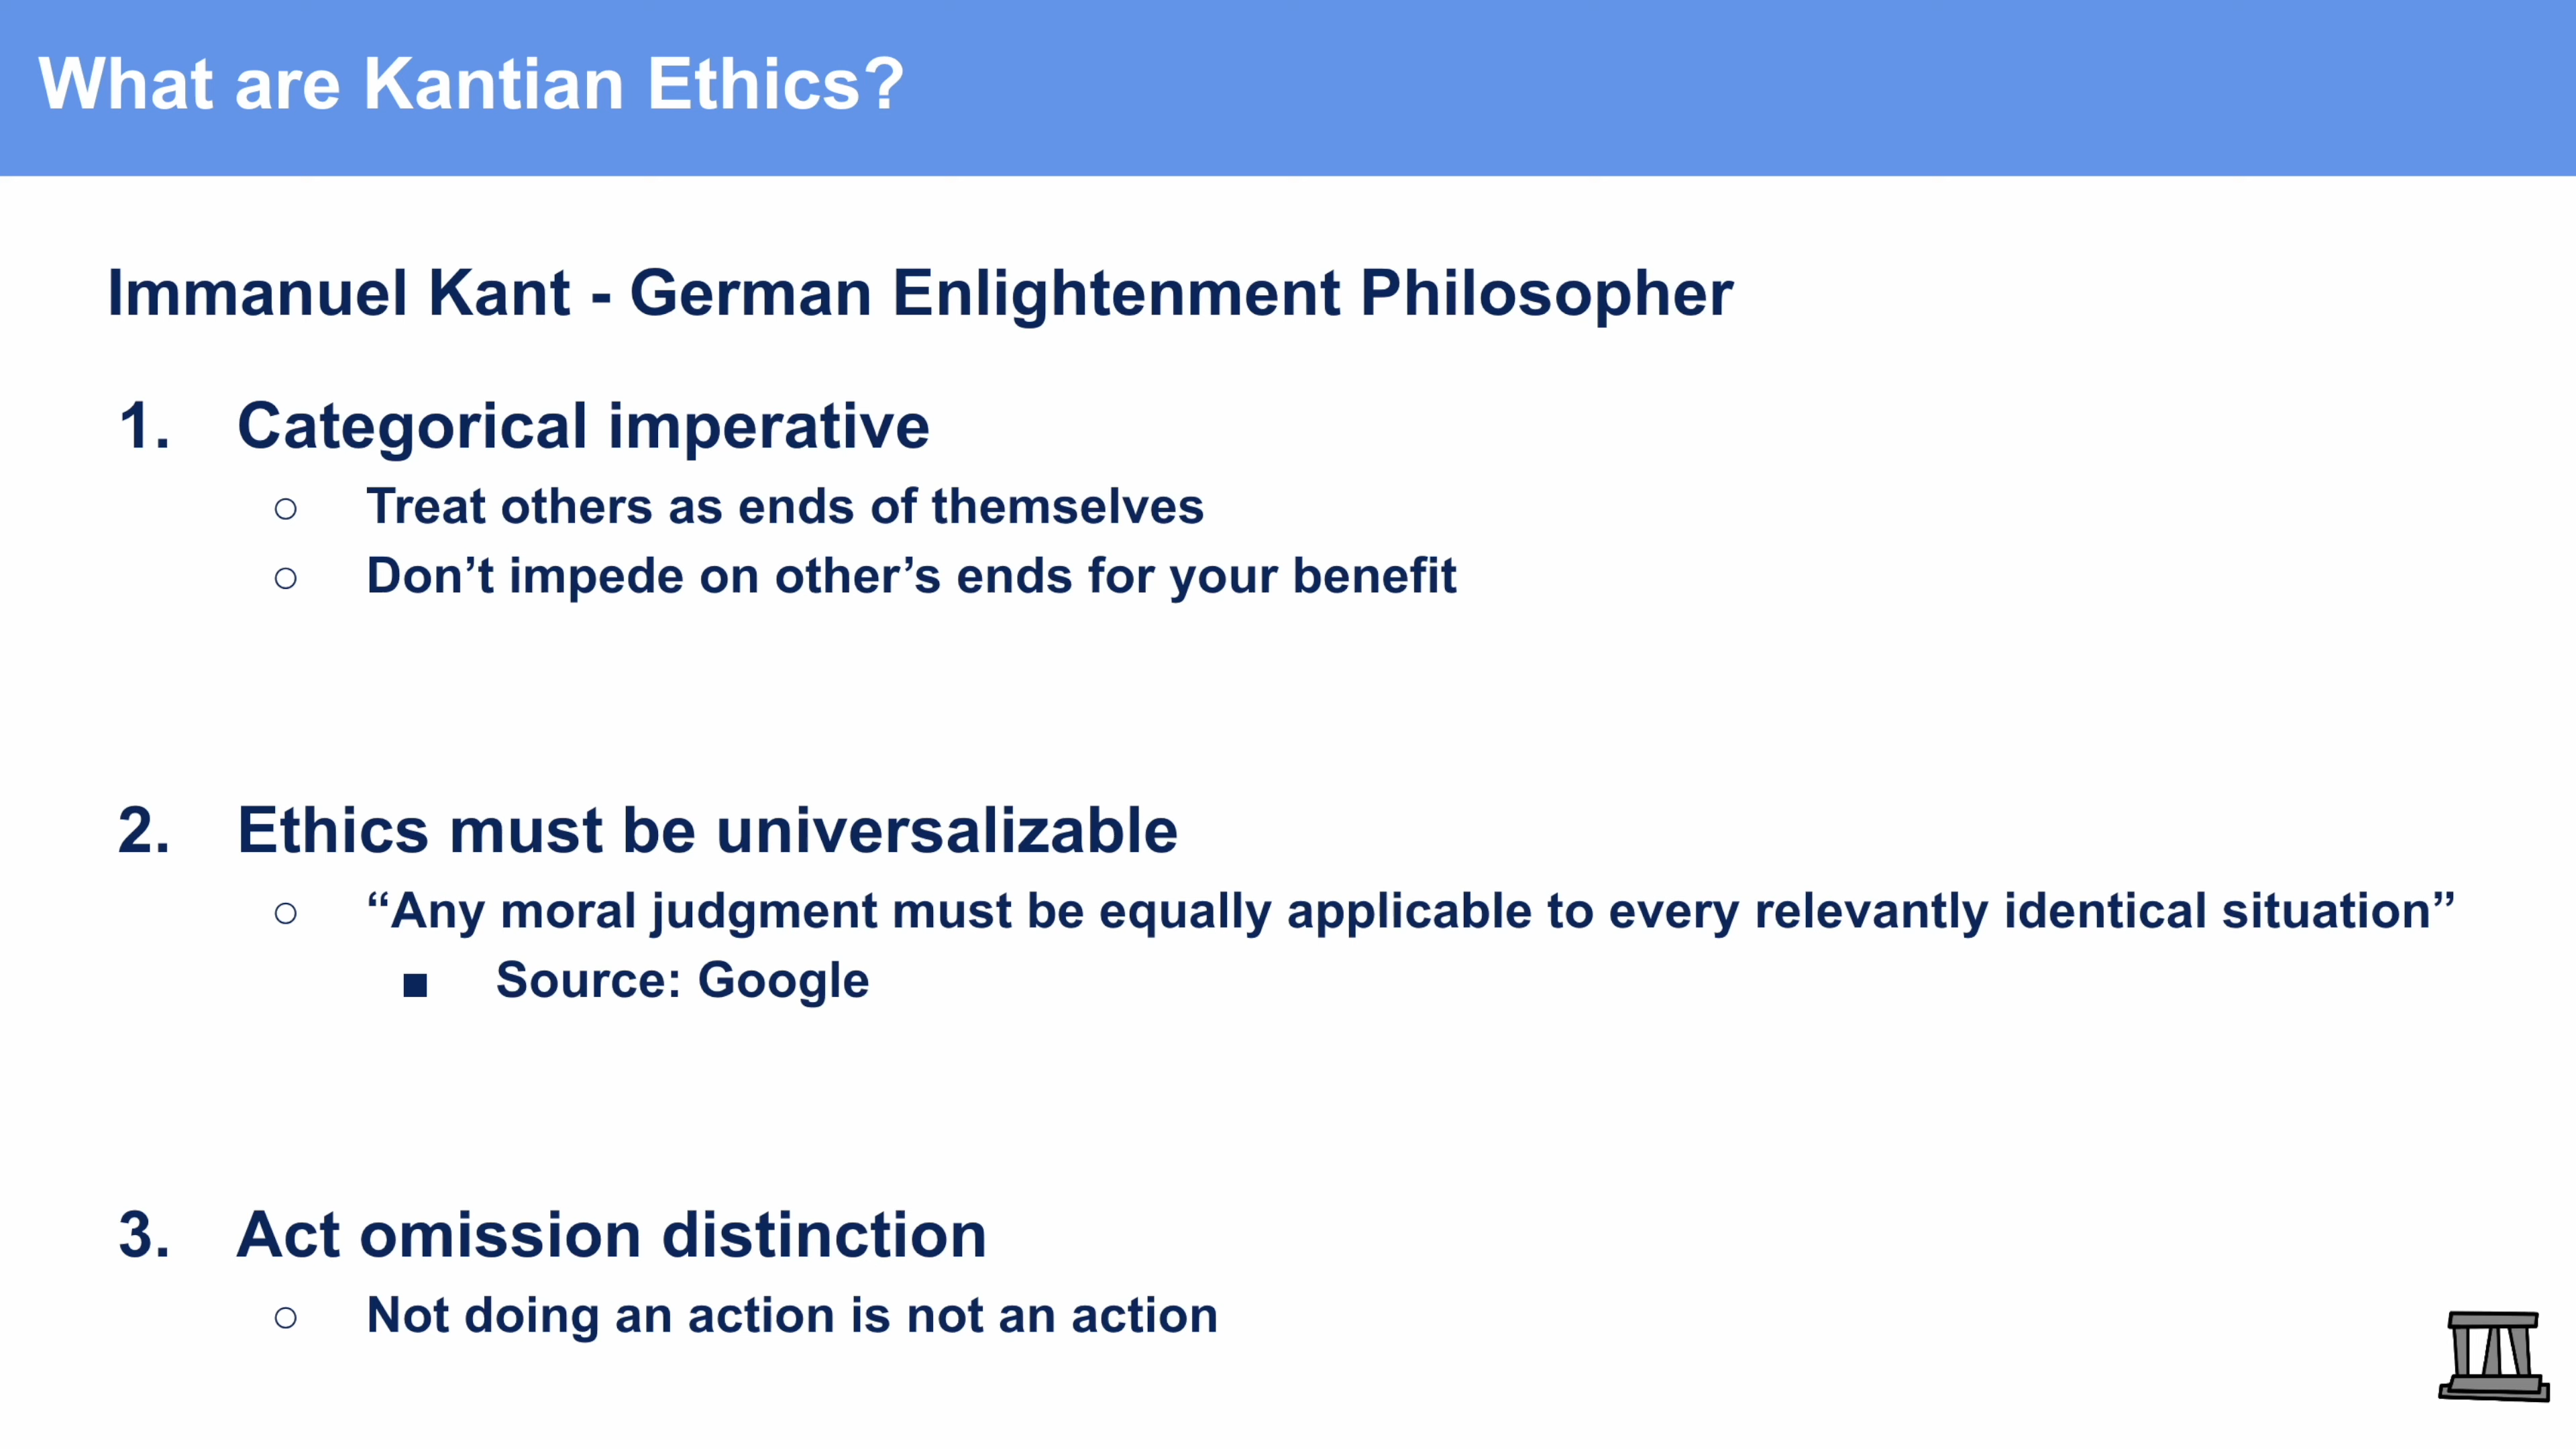 What are Kantian Ethics?
Immanuel Kant - German Enlightenment Philosopher
1. Categorical imperative
○ Treat others as ends of themselves
○ Don’t impede on other’s ends for your benefit
2. Ethics must be universalizable
○ “Any moral judgment must be equally applicable to every relevantly identical situation”
■ Source: Google
3. Act omission distinction
○ Not doing an action is not an action